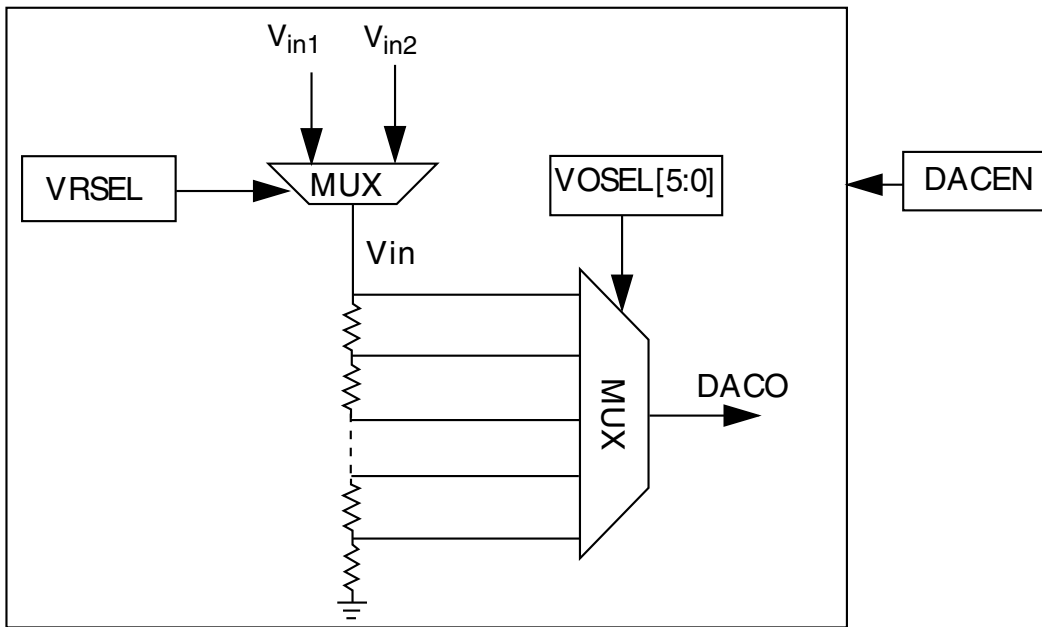 Vin1
Vin2
VRSEL
MUX
VOSEL[5:0]
DACEN
Vin
MUX
DACO